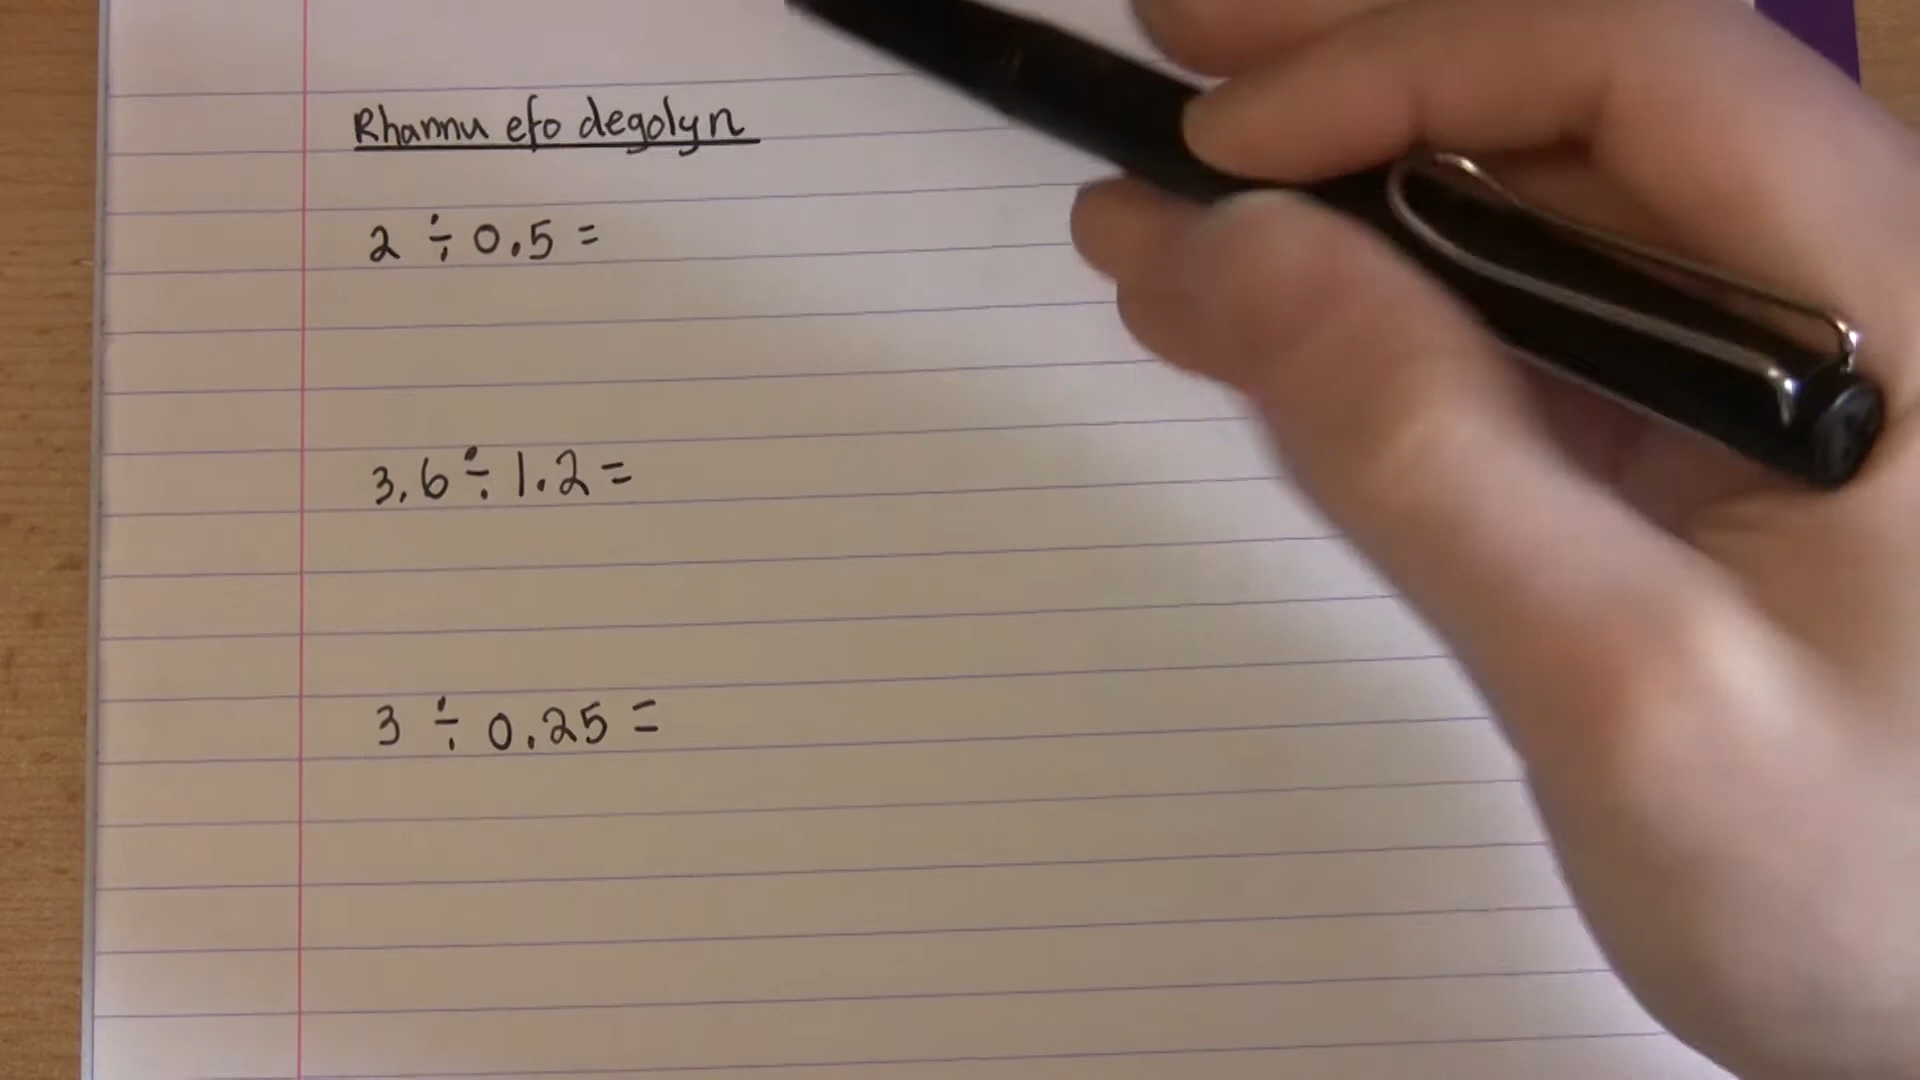 Rhannu efo degolyn
2 ÷ 0.5 =
3.6 ÷ 1.2 =
3 ÷ 0.25 =